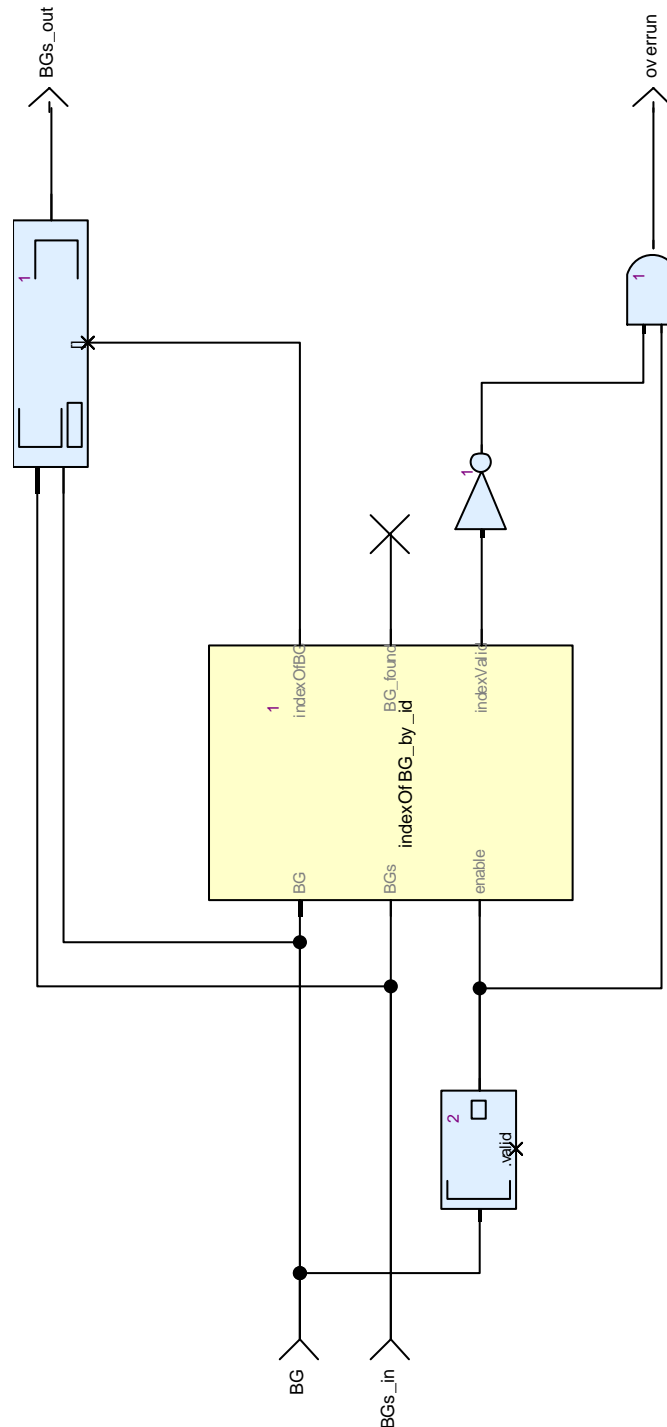 BGs_out
overrun
1
1
1
indexOfBG
BG_found
indexValid
1
indexOfBG_by_id
BG
BGs
enable
2
.valid
BG
BGs_in